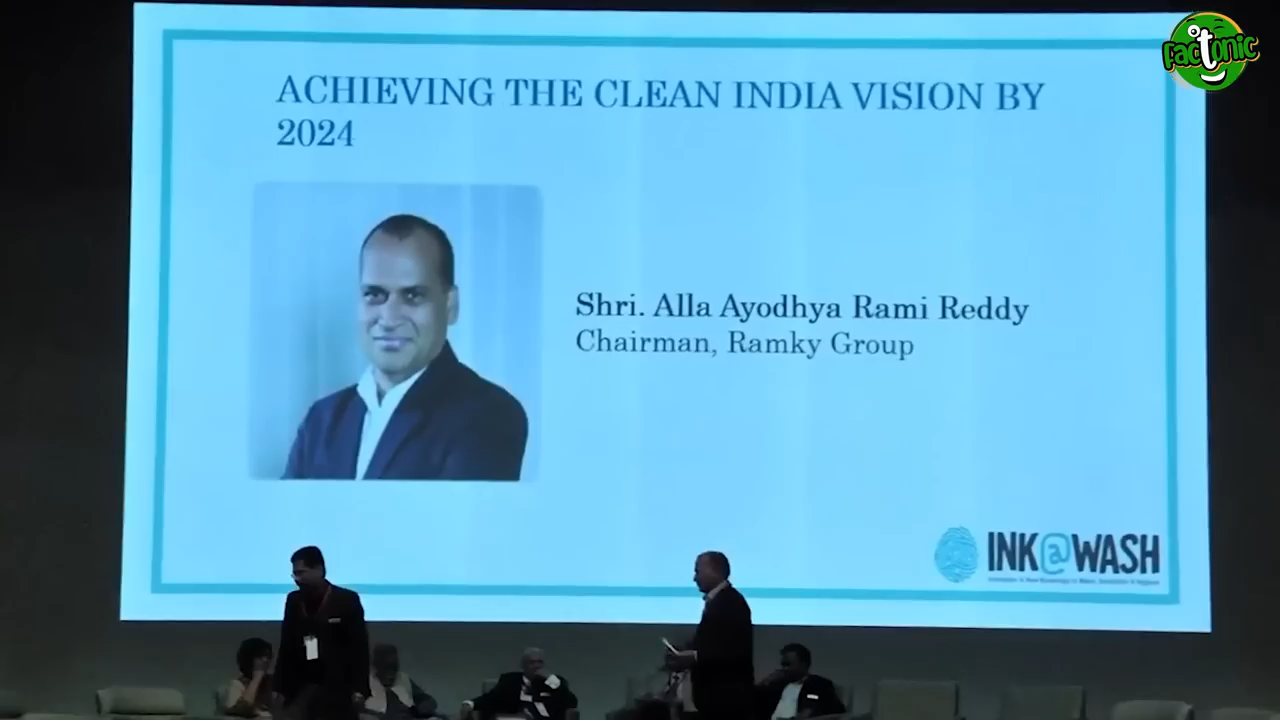 factonic
ACHIEVING THE CLEAN INDIA VISION BY
2024
Shri. Alla Ayodhya Rami Reddy
Chairman, Ramky Group
INK@WASH